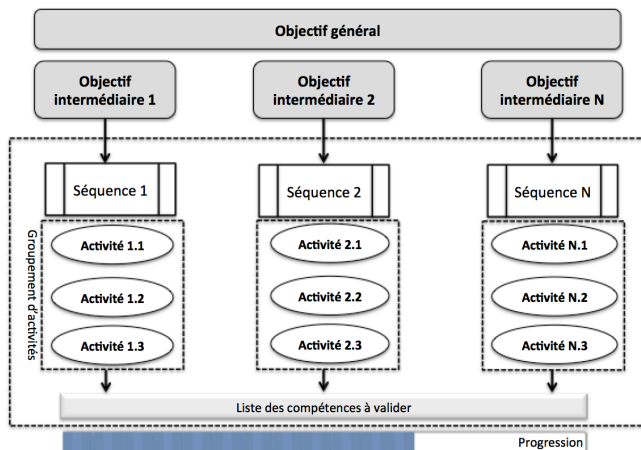 Objectif général
Objectif
intermédiaire 1
Objectif
intermédiaire 2
Objectif
intermédiaire N
Séquence 1
Séquence 2
Séquence N
Groupement d'activités
Activité 1.1
Activité 1.2
Activité 1.3
Activité 2.1
Activité 2.2
Activité 2.3
Activité N.1
Activité N.2
Activité N.3
Liste des compétences à valider
Progression